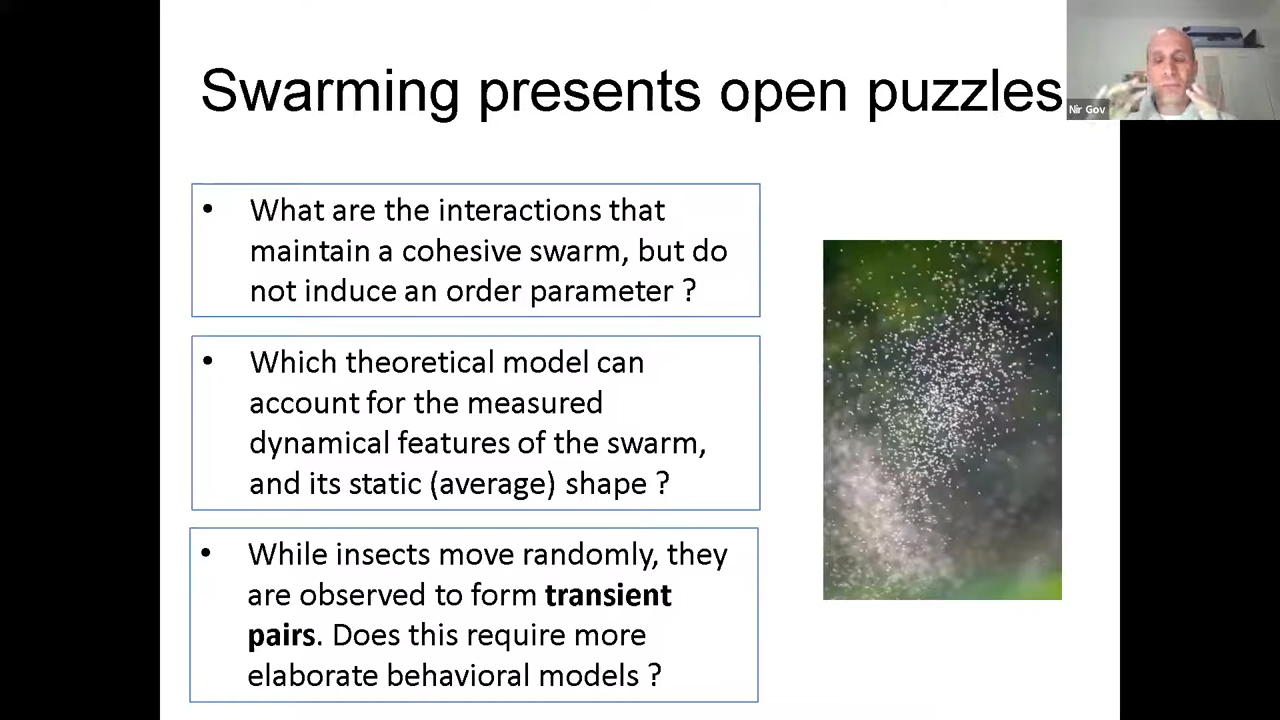 Swarming presents open puzzles
Nir Gov
• What are the interactions that
maintain a cohesive swarm, but do
not induce an order parameter ?
• Which theoretical model can
account for the measured
dynamical features of the swarm,
and its static (average) shape ?
• While insects move randomly, they
are observed to form transient
pairs. Does this require more
elaborate behavioral models ?